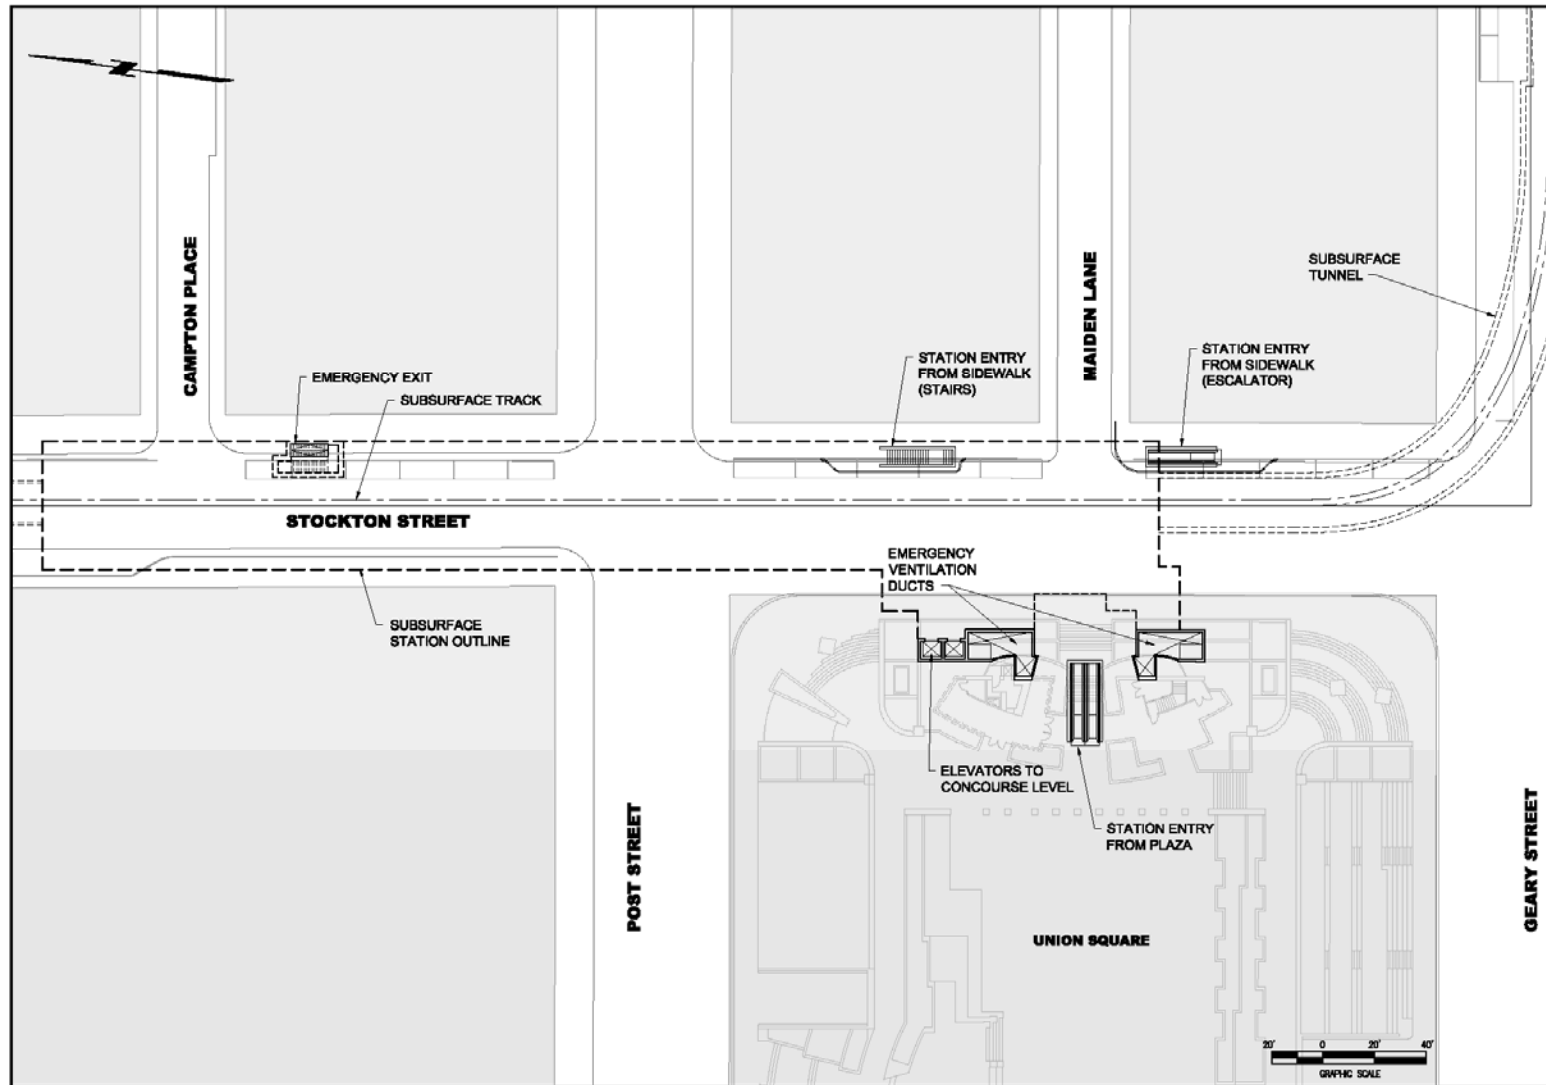 CAMPTON PLACE
MAIDEN LANE
SUBSURFACE
TUNNEL
EMERGENCY EXIT
SUBSURFACE TRACK
STATION ENTRY
FROM SIDEWALK
(STAIRS)
STATION ENTRY
FROM SIDEWALK
(ESCALATOR)
STOCKTON STREET
EMERGENCY
VENTILATION
DUCTS
SUBSURFACE
STATION OUTLINE
ELEVATORS TO
CONCOURSE LEVEL
STATION ENTRY
FROM PLAZA
POST STREET
GEARY STREET
UNION SQUARE
20' 0 20' 40'
GRAPHIC SCALE